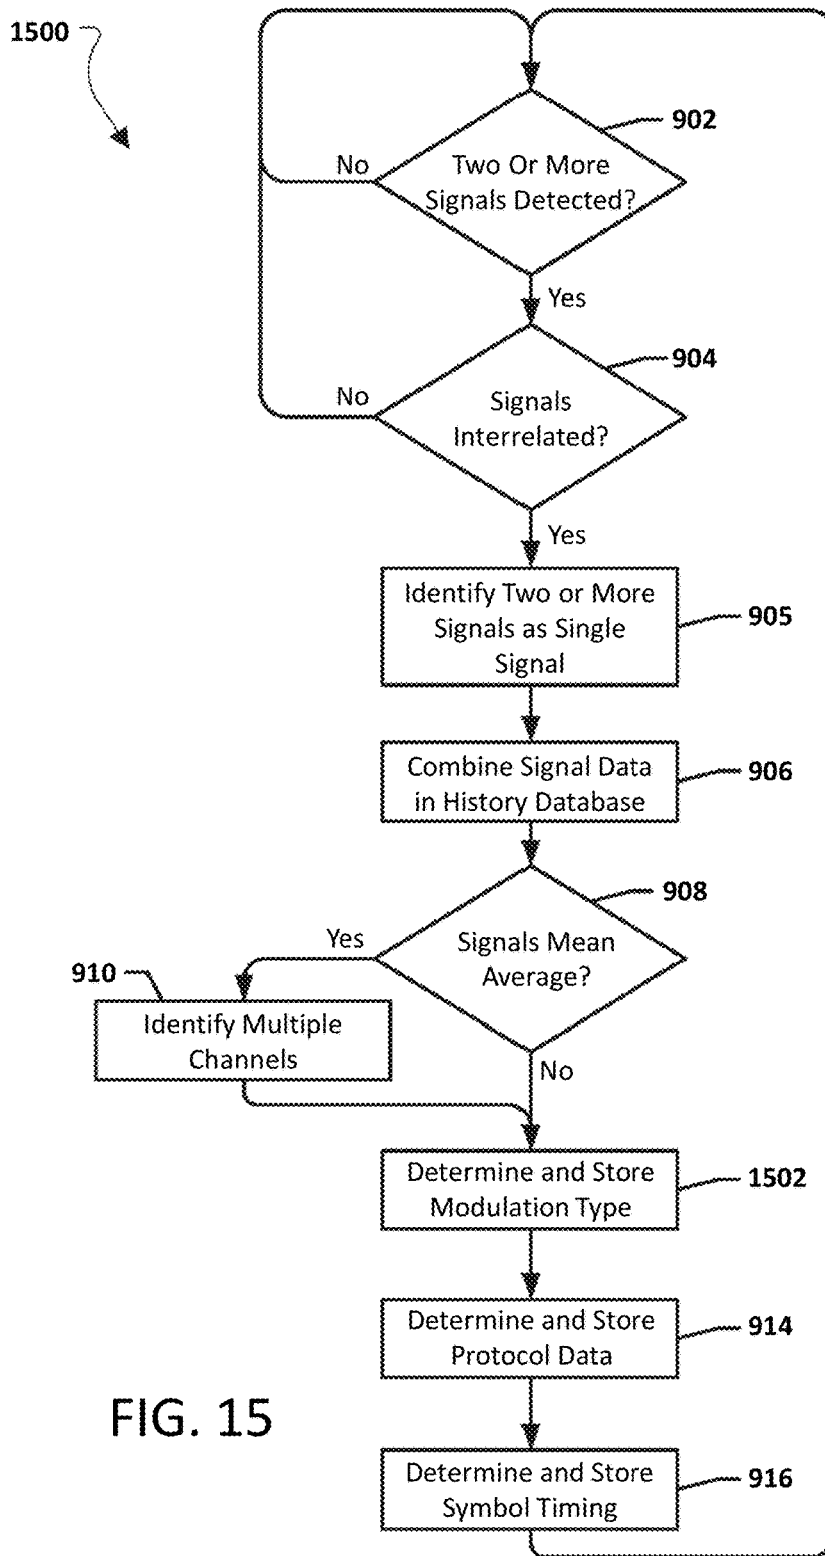 1500
902
Two Or More
Signals Detected?
No
Yes
904
Signals
Interrelated?
No
Yes
Identify Two or More
Signals as Single
Signal
905
Combine Signal Data
in History Database
906
908
Signals Mean
Average?
Yes
910
Identify Multiple
Channels
No
Determine and Store
Modulation Type
1502
Determine and Store
Protocol Data
914
FIG. 15
Determine and Store
Symbol Timing
916